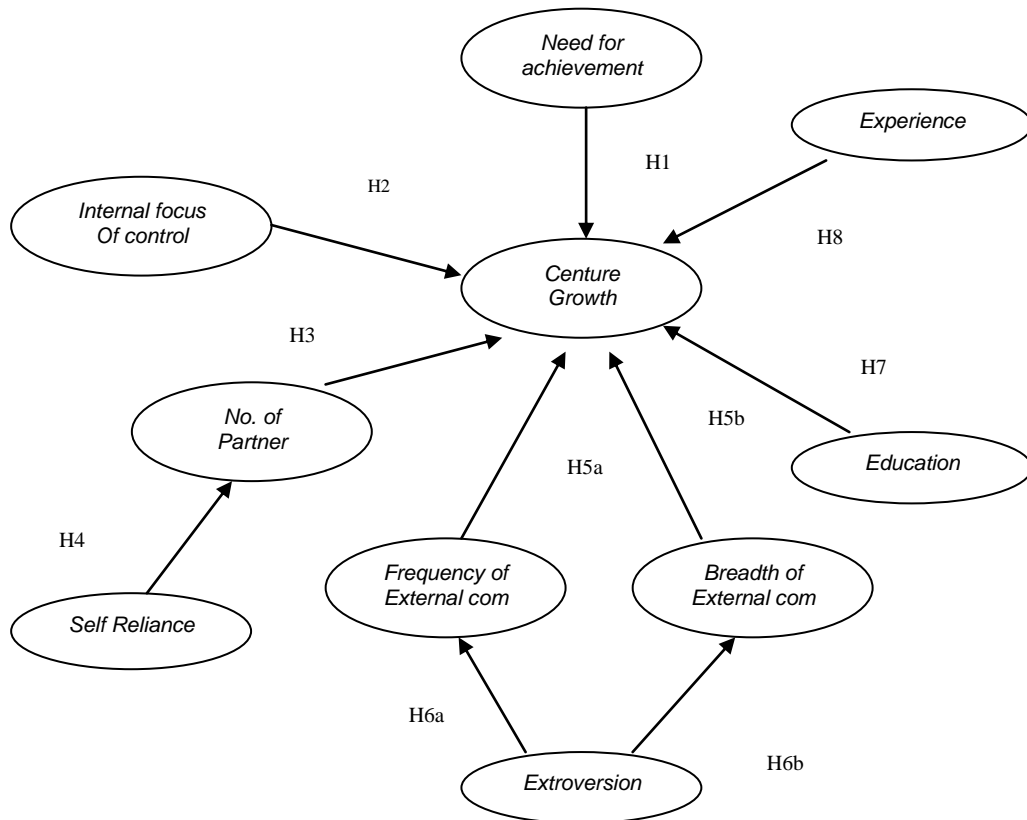 Need for
achievement
Experience
H1
H2
Internal focus
Of control
H8
Centure
Growth
H3
H7
No. of
Partner
H5b
Education
H5a
H4
Frequency of
External com
Breadth of
External com
Self Reliance
H6a
H6b
Extroversion